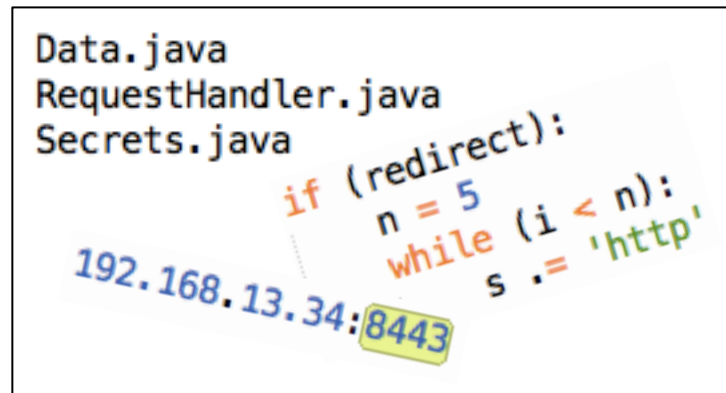 Data.java
RequestHandler.java
Secrets.java
if (redirect):
n = 5
while (i < n):
s .= 'http'
192.168.13.34:8443